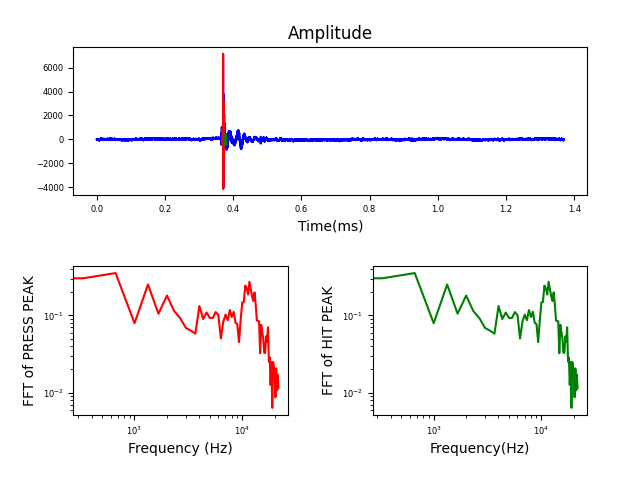 Amplitude
6000
4000
2000
0
−2000
−4000
0.0 0.2 0.4 0.6 0.8 1.0 1.2 1.4
Time(ms)
FFT of PRESS PEAK
10⁻¹
10⁻²
10³ 10⁴
Frequency (Hz)
FFT of HIT PEAK
10⁻¹
10⁻²
10³ 10⁴
Frequency(Hz)